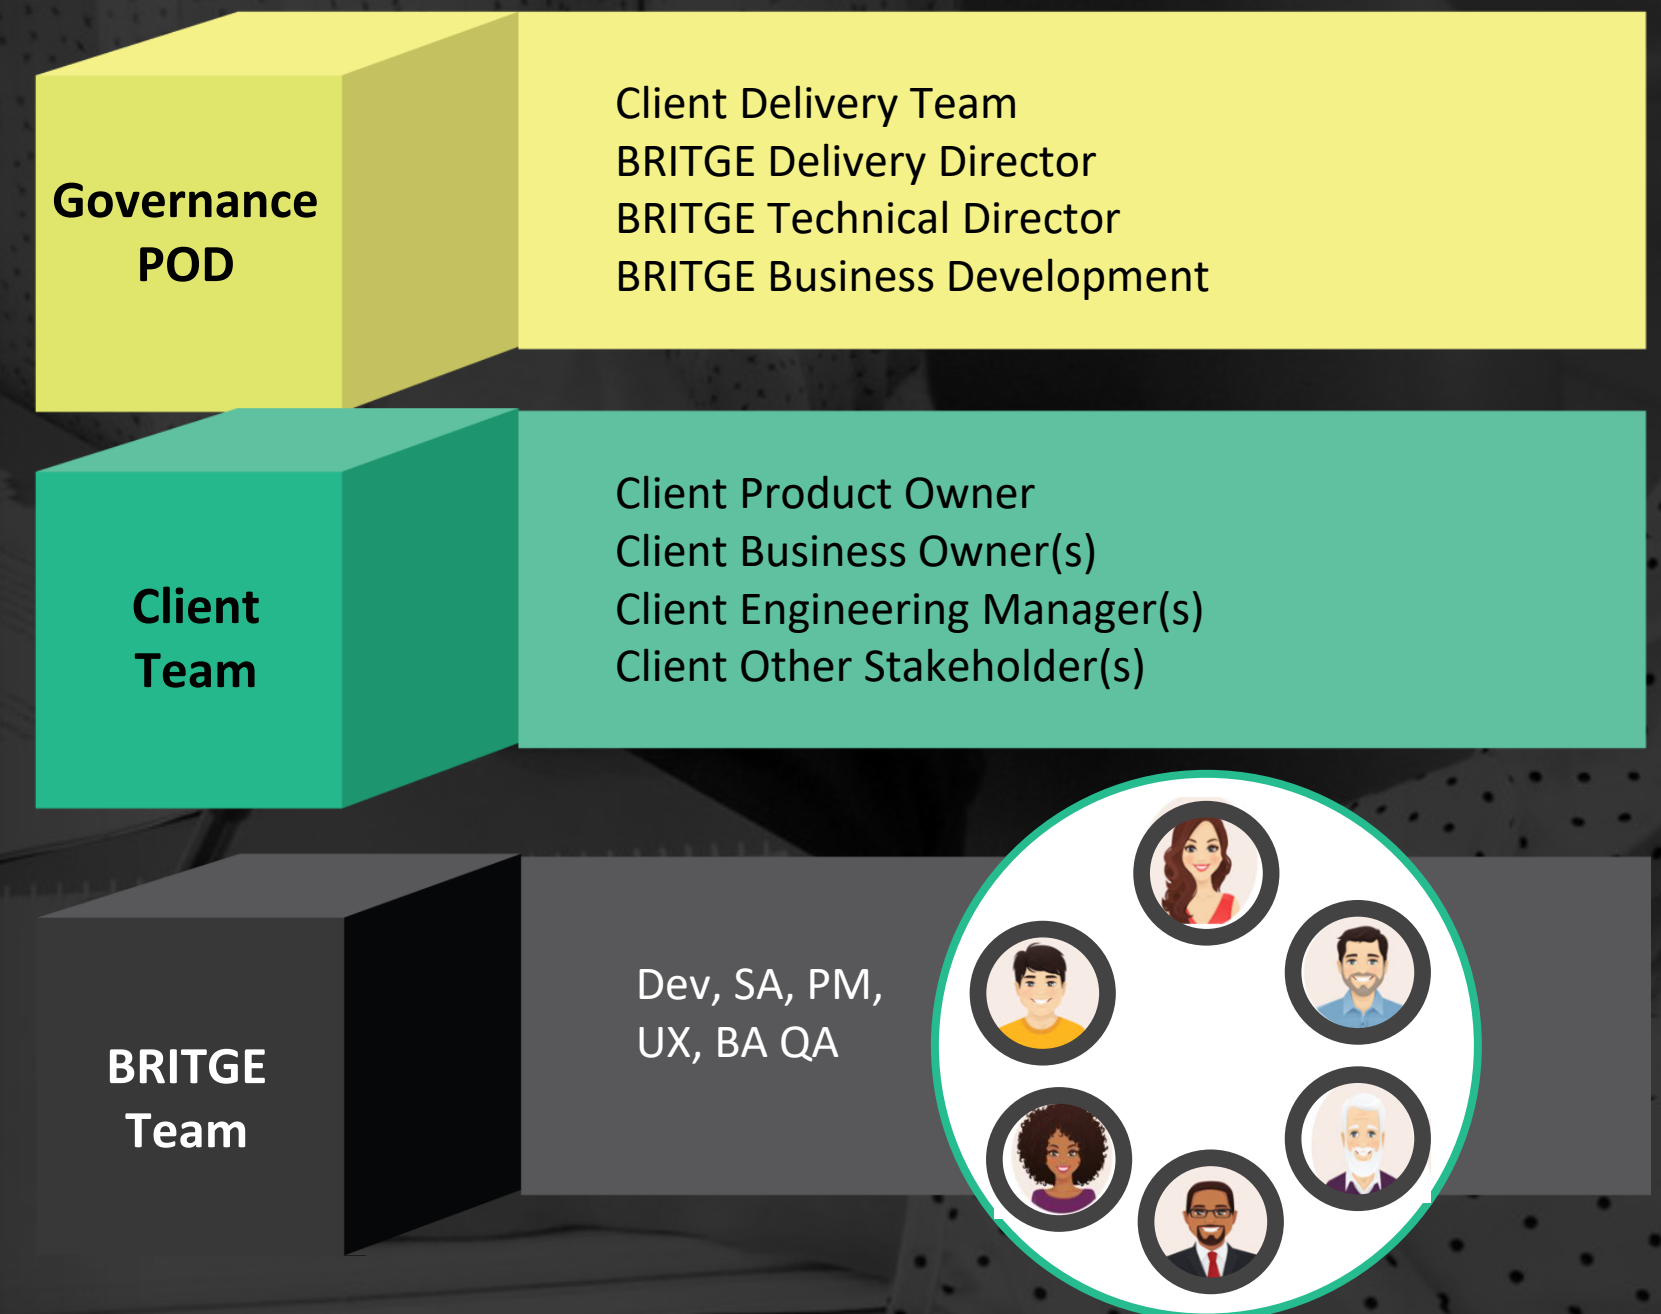 Governance
POD
Client Delivery Team
BRITGE Delivery Director
BRITGE Technical Director
BRITGE Business Development
Client
Team
Client Product Owner
Client Business Owner(s)
Client Engineering Manager(s)
Client Other Stakeholder(s)
BRITGE
Team
Dev, SA, PM,
UX, BA QA